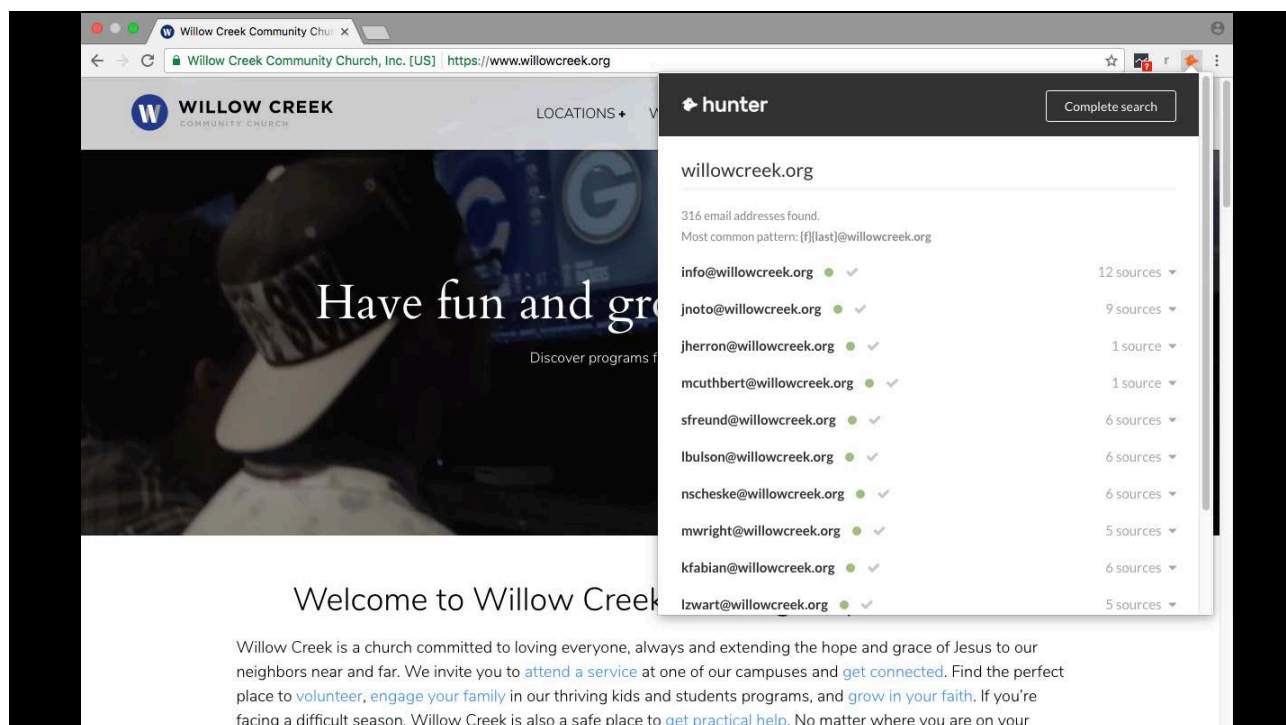 Willow Creek Community Chu
Willow Creek Community Church, Inc. [US] https://www.willowcreek.org
WILLOW CREEK
COMMUNITY CHURCH
LOCATIONS +
hunter
Complete search
willowcreek.org
316 email addresses found.
Most common pattern: {f}{last}@willowcreek.org
info@willowcreek.org 12 sources
jnoto@willowcreek.org 9 sources
jherron@willowcreek.org 1 source
mcuthbert@willowcreek.org 1 source
sfreund@willowcreek.org 6 sources
lbulson@willowcreek.org 6 sources
nscheske@willowcreek.org 6 sources
mwright@willowcreek.org 5 sources
kfabian@willowcreek.org 6 sources
lzwart@willowcreek.org 5 sources
Have fun and gro
Discover programs f
Welcome to Willow Creek
Willow Creek is a church committed to loving everyone, always and extending the hope and grace of Jesus to our
neighbors near and far. We invite you to attend a service at one of our campuses and get connected. Find the perfect
place to volunteer, engage your family in our thriving kids and students programs, and grow in your faith. If you're
facing a difficult season, Willow Creek is also a safe place to get practical help. No matter where you are on your